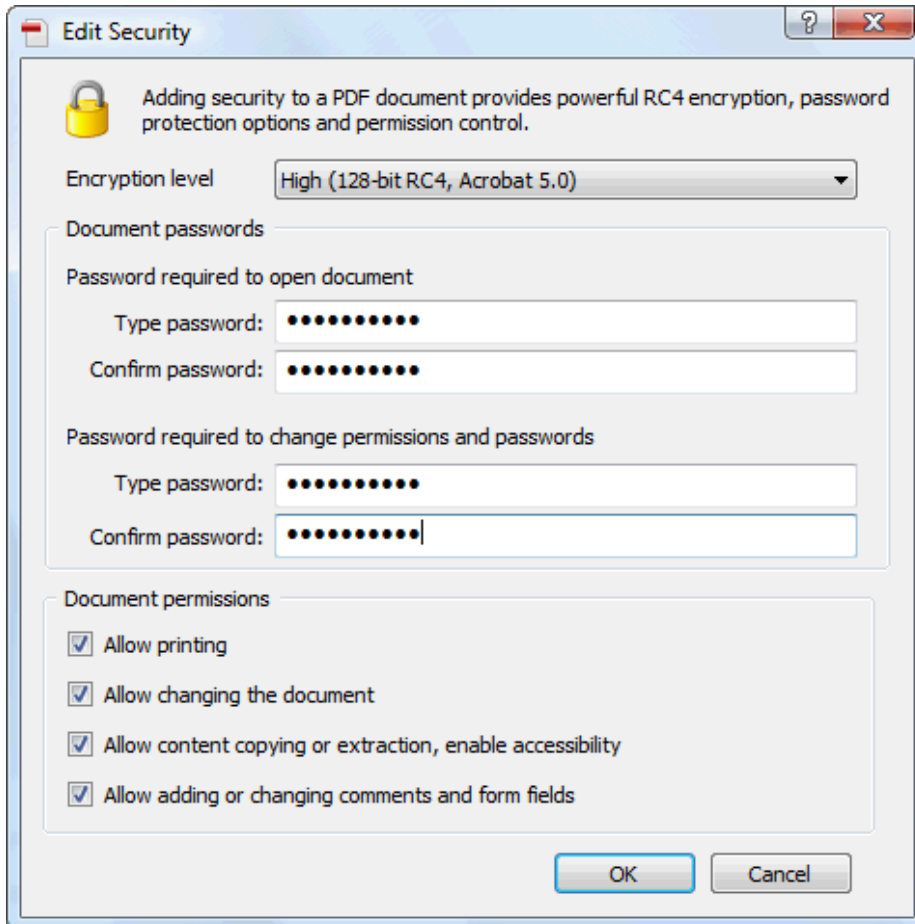 Edit Security
Adding security to a PDF document provides powerful RC4 encryption, password
protection options and permission control.
Encryption level
High (128-bit RC4, Acrobat 5.0)
Document passwords
Password required to open document
Type password: ••••••••••
Confirm password: ••••••••••
Password required to change permissions and passwords
Type password: ••••••••••
Confirm password: ••••••••••
Document permissions
Allow printing
Allow changing the document
Allow content copying or extraction, enable accessibility
Allow adding or changing comments and form fields
OK
Cancel